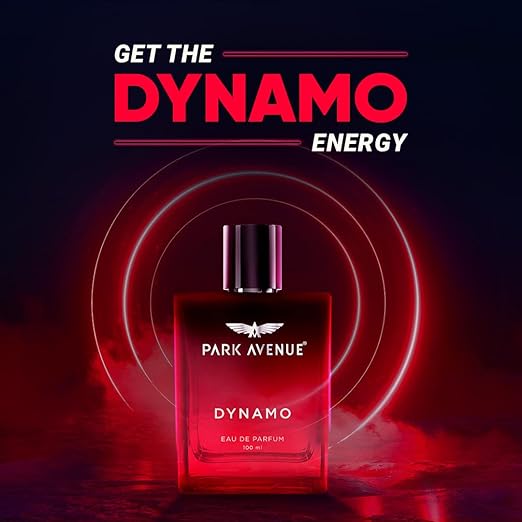 GET THE
DYNAMO
ENERGY
PARK AVENUE®
DYNAMO
EAU DE PARFUM
100 ml